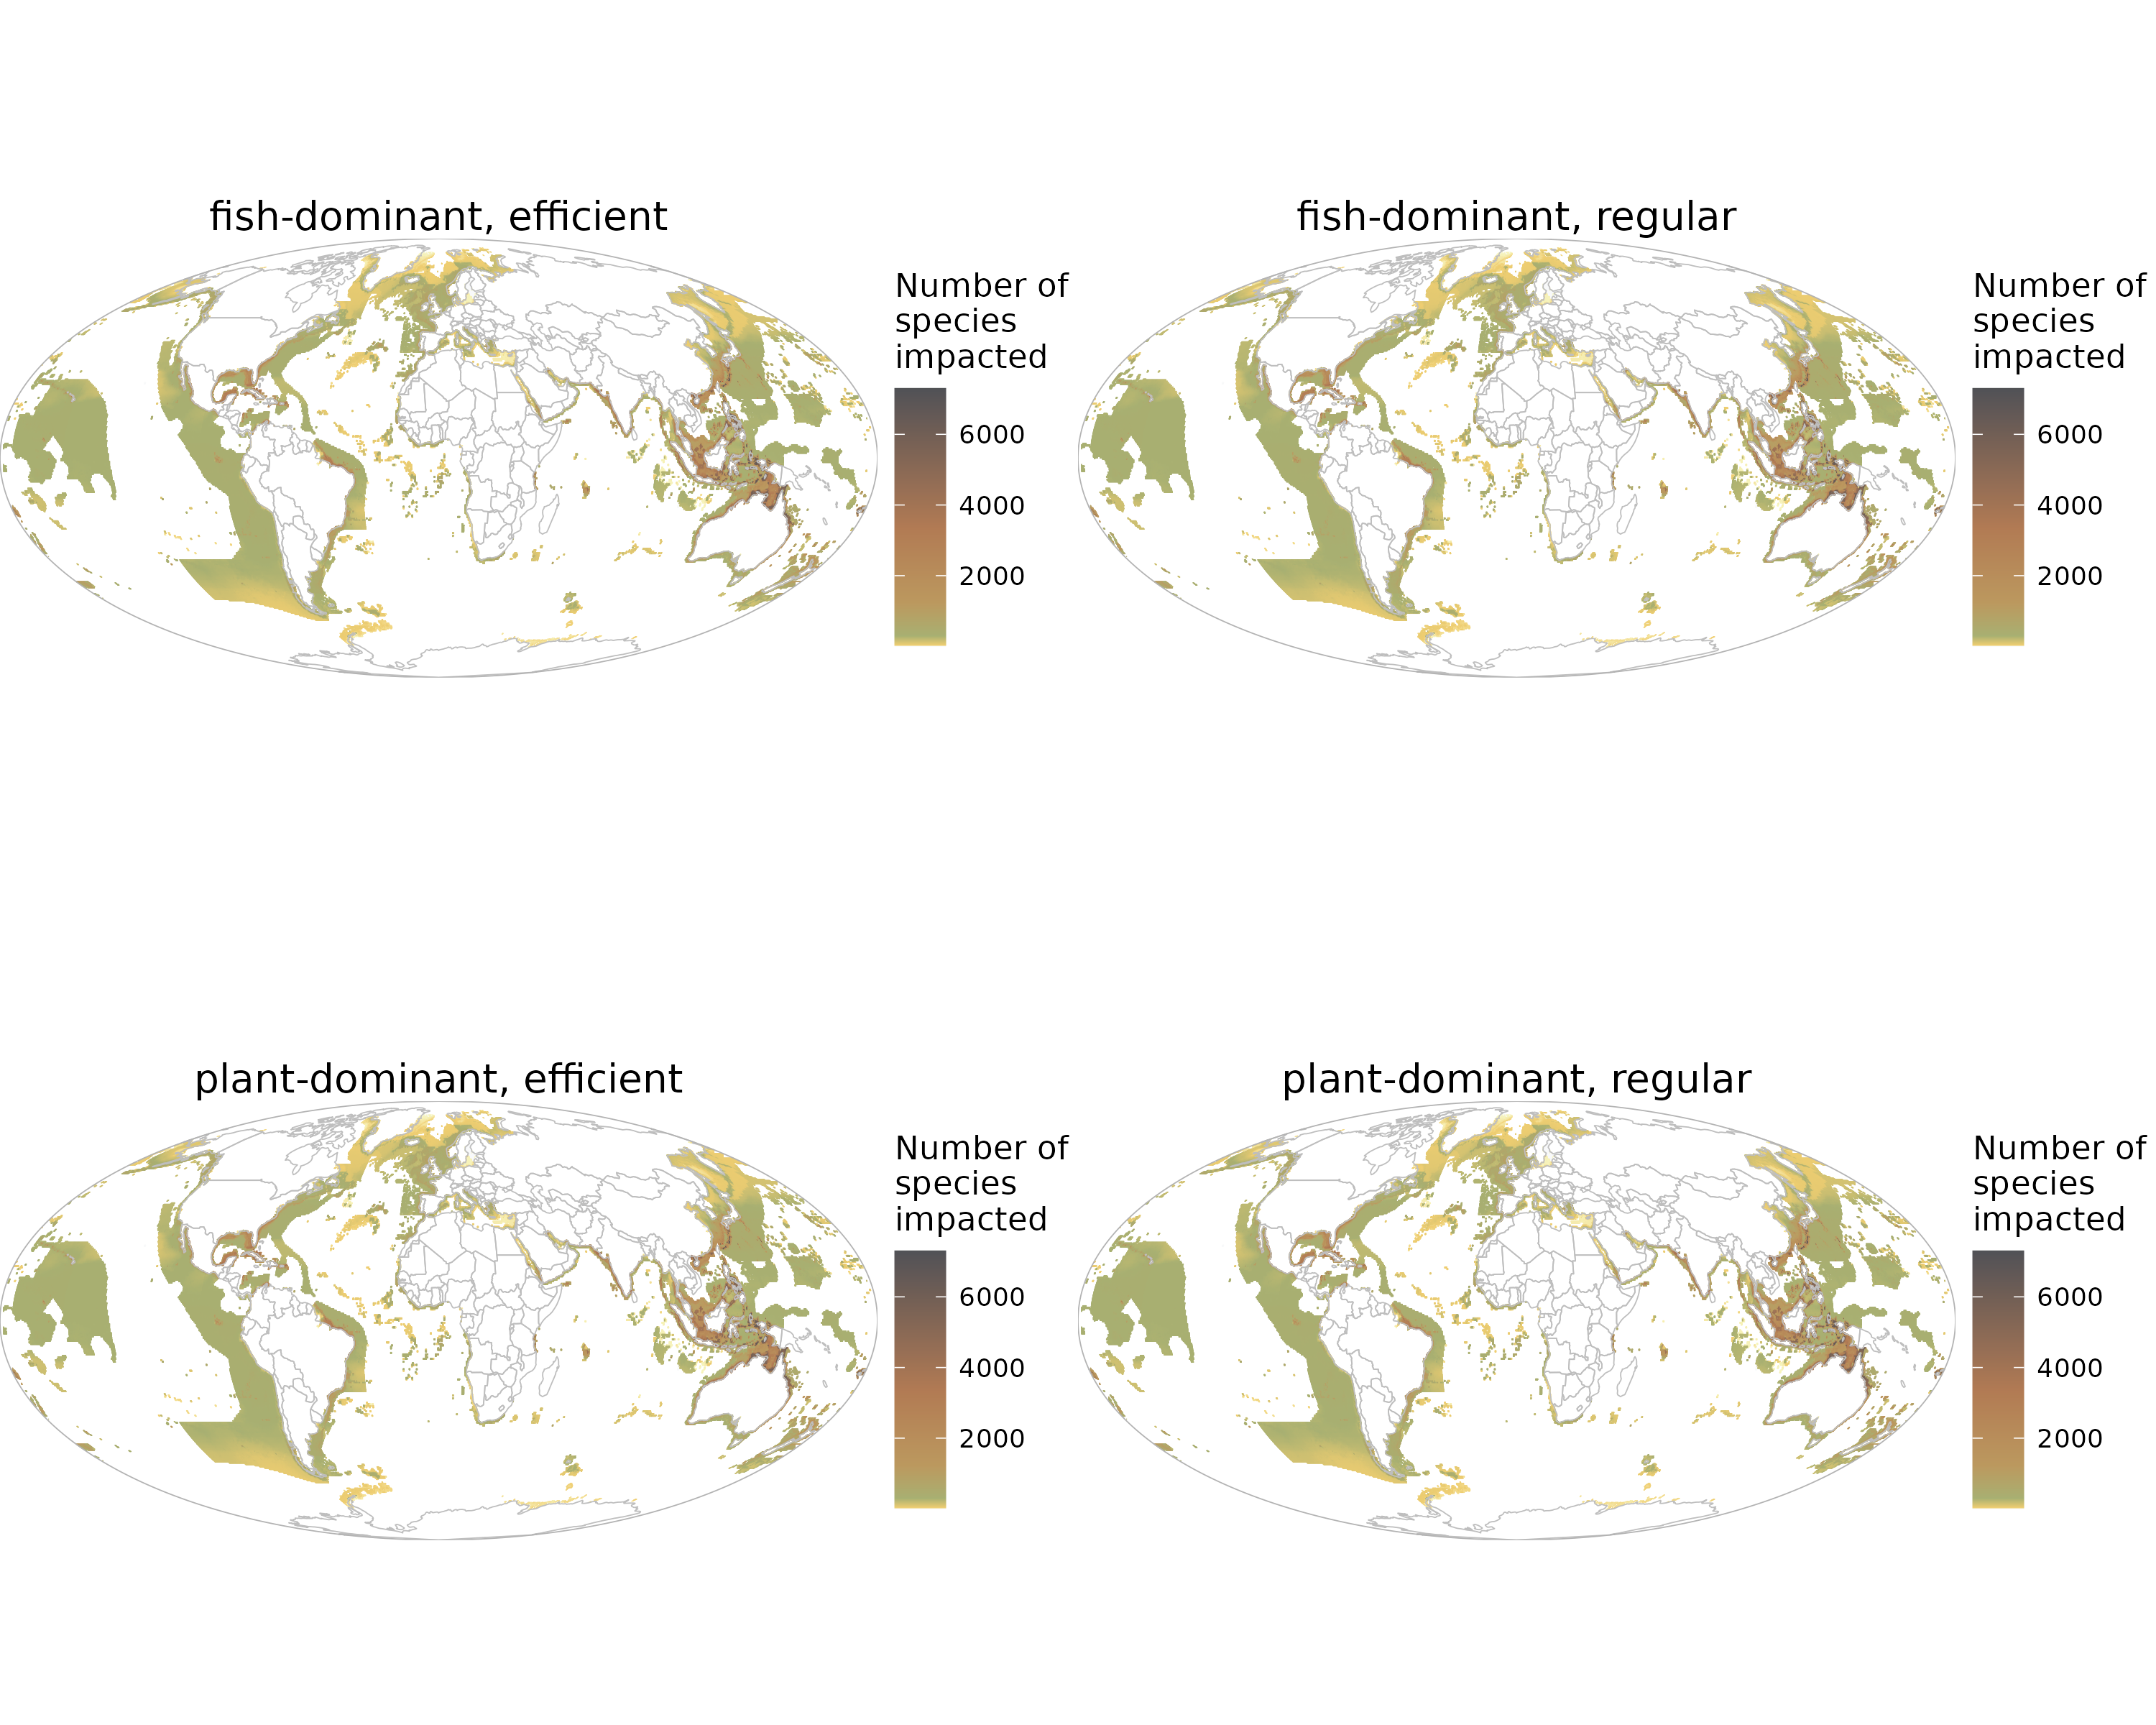 fish-dominant, efficient
Number of
species
impacted
6000
4000
2000
fish-dominant, regular
Number of
species
impacted
6000
4000
2000
plant-dominant, efficient
Number of
species
impacted
6000
4000
2000
plant-dominant, regular
Number of
species
impacted
6000
4000
2000